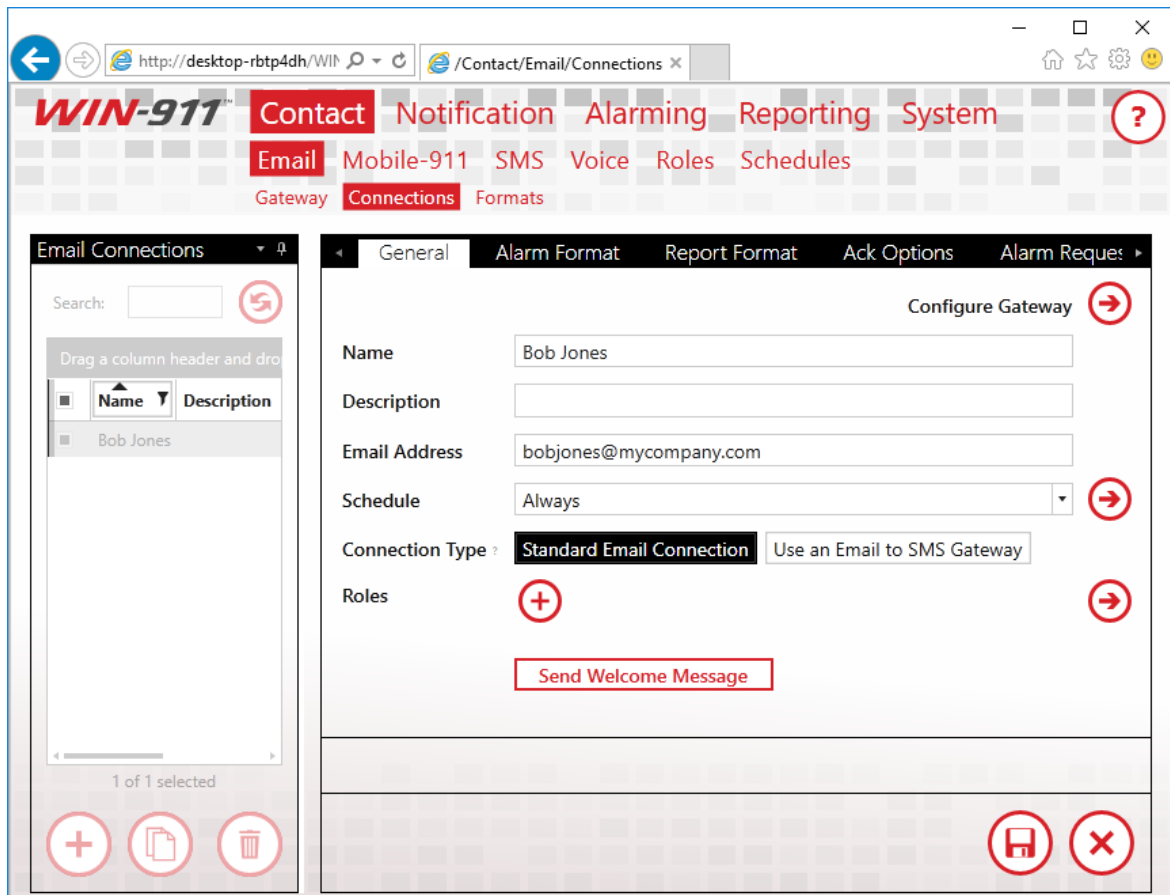 http://desktop-rbtp4dh/WIN
/Contact/Email/Connections
WIN-911™ Contact Notification Alarming Reporting System ?
Email Mobile-911 SMS Voice Roles Schedules
Gateway Connections Formats
Email Connections
General Alarm Format Report Format Ack Options Alarm Reques
Search:
Configure Gateway
Drag a column header and dro
Name Description
Bob Jones
Name Bob Jones
Description
Email Address bobjones@mycompany.com
Schedule Always
Connection Type ? Standard Email Connection Use an Email to SMS Gateway
Roles
Send Welcome Message
1 of 1 selected